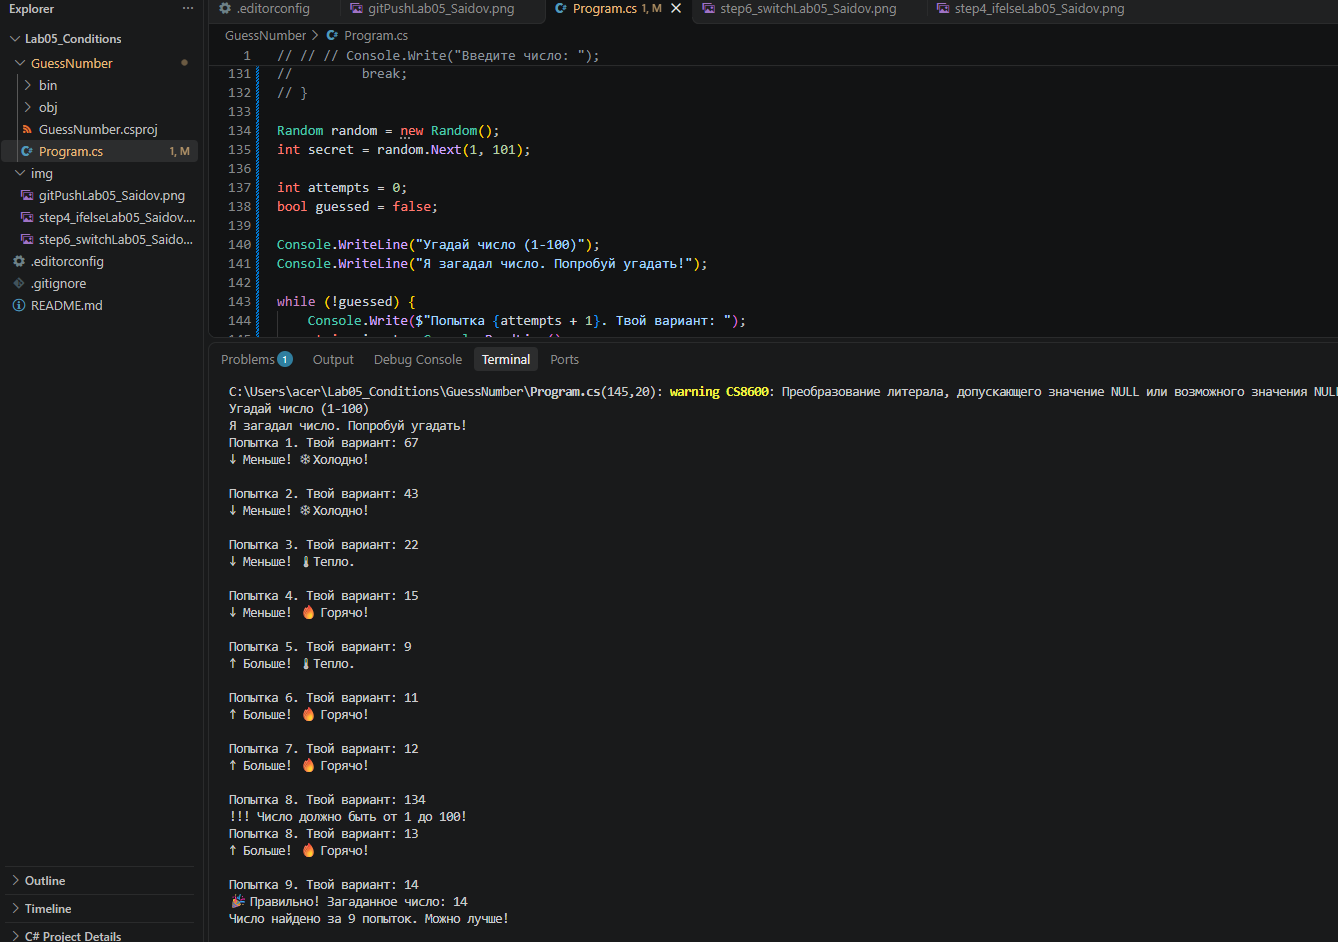 Explorer
···
.editorconfig
gitPushLab05_Saidov.png
Program.cs 1, M
step6_switchLab05_Saidov.png
step4_ifelseLab05_Saidov.png
Lab05_Conditions
GuessNumber
bin
obj
GuessNumber.csproj
Program.cs 1, M
img
gitPushLab05_Saidov.png
step4_ifelseLab05_Saidov....
step6_switchLab05_Saido...
.editorconfig
.gitignore
README.md
Outline
Timeline
C# Project Details
GuessNumber > Program.cs
1 // // // Console.Write("Введите число: ");
131 //         break;
132 // }
133
134 Random random = new Random();
135 int secret = random.Next(1, 101);
136
137 int attempts = 0;
138 bool guessed = false;
139
140 Console.WriteLine("Угадай число (1-100)");
141 Console.WriteLine("Я загадал число. Попробуй угадать!");
142
143 while (!guessed) {
144     Console.Write($"Попытка {attempts + 1}. Твой вариант: ");
Problems 1 Output Debug Console Terminal Ports
C:\Users\acer\Lab05_Conditions\GuessNumber\Program.cs(145,20): warning CS8600: Преобразование литерала, допускающего значение NULL или возможного значения NULL
Угадай число (1-100)
Я загадал число. Попробуй угадать!
Попытка 1. Твой вариант: 67
↓ Меньше! ❄ Холодно!
Попытка 2. Твой вариант: 43
↓ Меньше! ❄ Холодно!
Попытка 3. Твой вариант: 22
↓ Меньше! 🌡 Тепло.
Попытка 4. Твой вариант: 15
↓ Меньше! 🔥 Горячо!
Попытка 5. Твой вариант: 9
↑ Больше! 🌡 Тепло.
Попытка 6. Твой вариант: 11
↑ Больше! 🔥 Горячо!
Попытка 7. Твой вариант: 12
↑ Больше! 🔥 Горячо!
Попытка 8. Твой вариант: 134
!!! Число должно быть от 1 до 100!
Попытка 8. Твой вариант: 13
↑ Больше! 🔥 Горячо!
Попытка 9. Твой вариант: 14
🎉 Правильно! Загаданное число: 14
Число найдено за 9 попыток. Можно лучше!